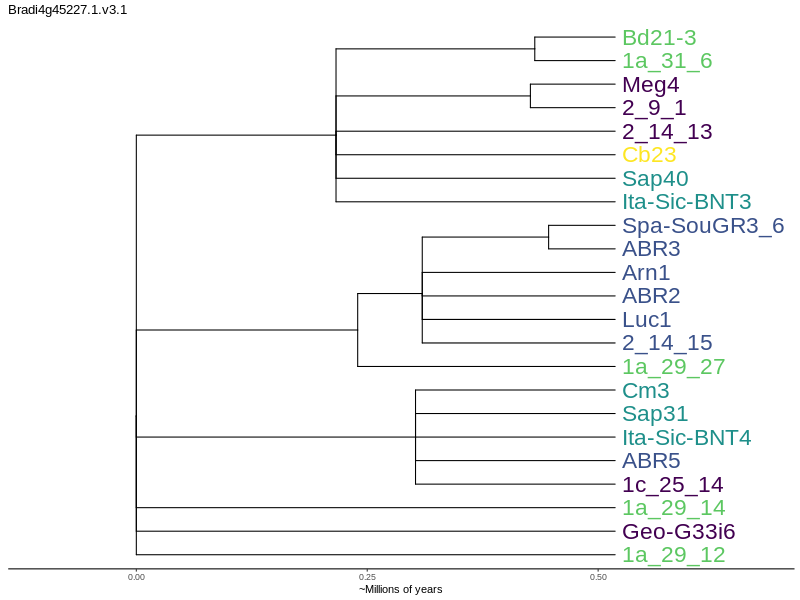 Bradi4g45227.1.v3.1
Bd21-3
1a_31_6
Meg4
2_9_1
2_14_13
Cb23
Sap40
Ita-Sic-BNT3
Spa-SouGR3_6
ABR3
Arn1
ABR2
Luc1
2_14_15
1a_29_27
Cm3
Sap31
Ita-Sic-BNT4
ABR5
1c_25_14
1a_29_14
Geo-G33i6
1a_29_12
0.00 0.25 0.50
~Millions of years